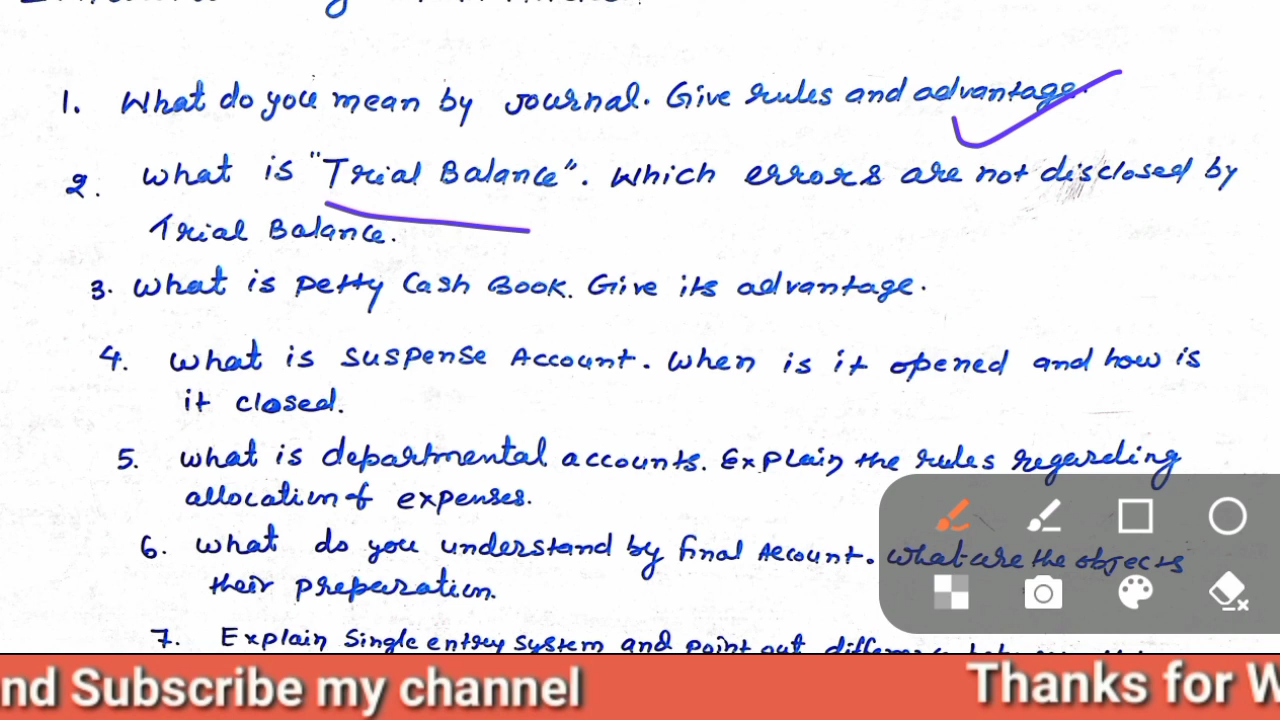 1. What do you mean by Journal. Give rules and advantage.
2. What is "Trial Balance". Which errors are not disclosed by
Trial Balance.
3. What is Petty Cash Book. Give its advantage.
4. What is Suspense Account. When is it opened and how is
it closed.
5. What is departmental accounts. Explain the rules regarding
allocation of expenses.
6. What do you understand by final Account. What are the objects
their preparation.
7. Explain Single entry system and point out difference between
nd Subscribe my channel Thanks for W